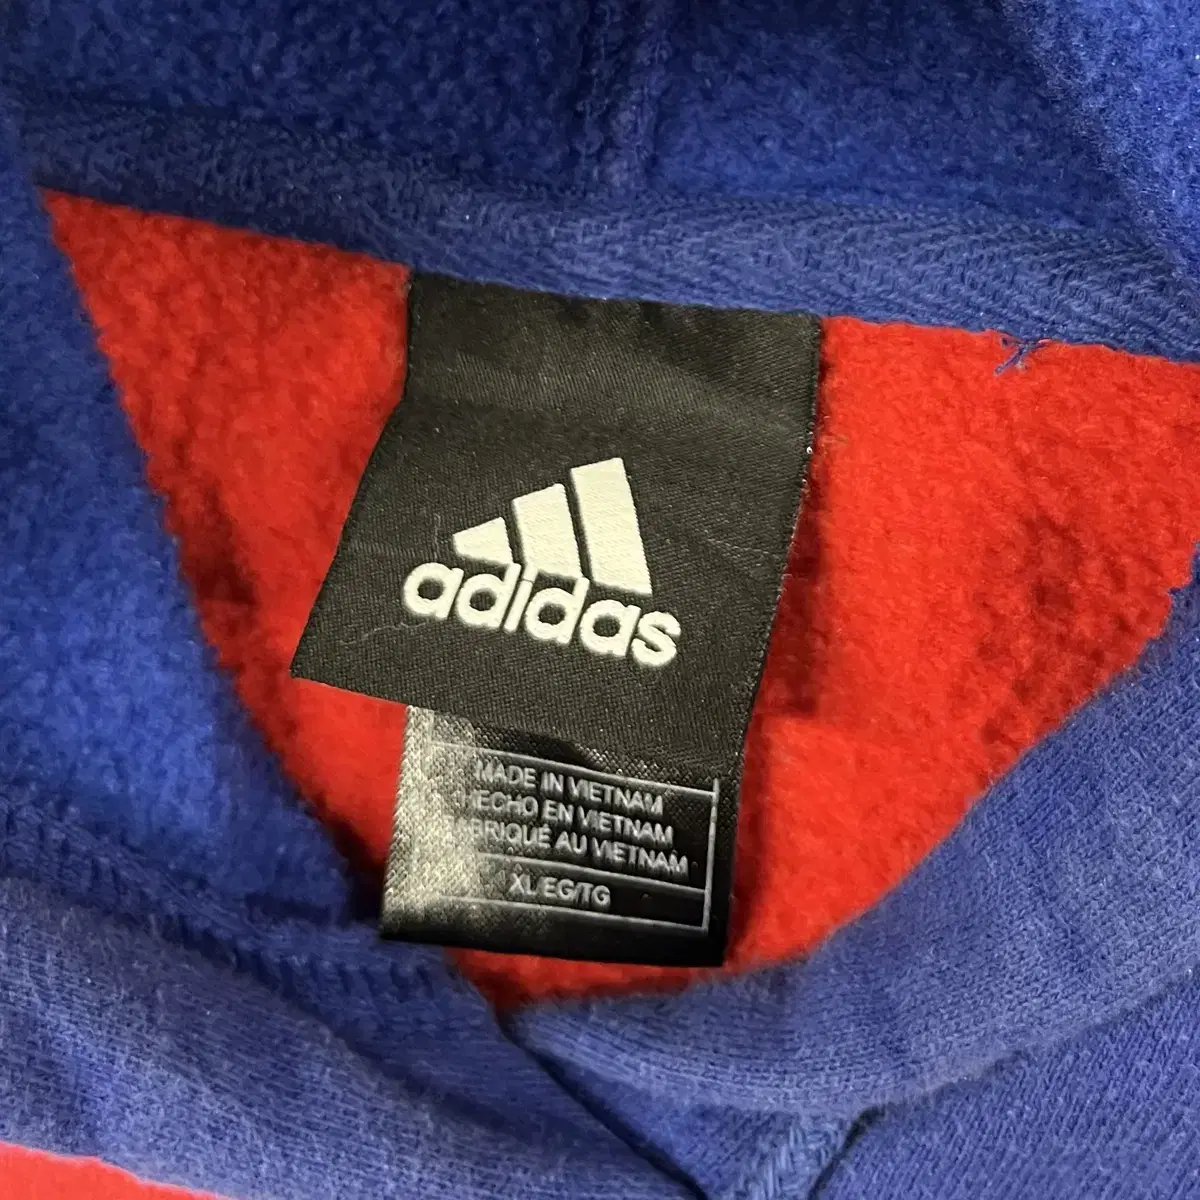 adidas
MADE IN VIETNAM
HECHO EN VIETNAM
FABRIQUÉ AU VIETNAM
XL/EG/TG